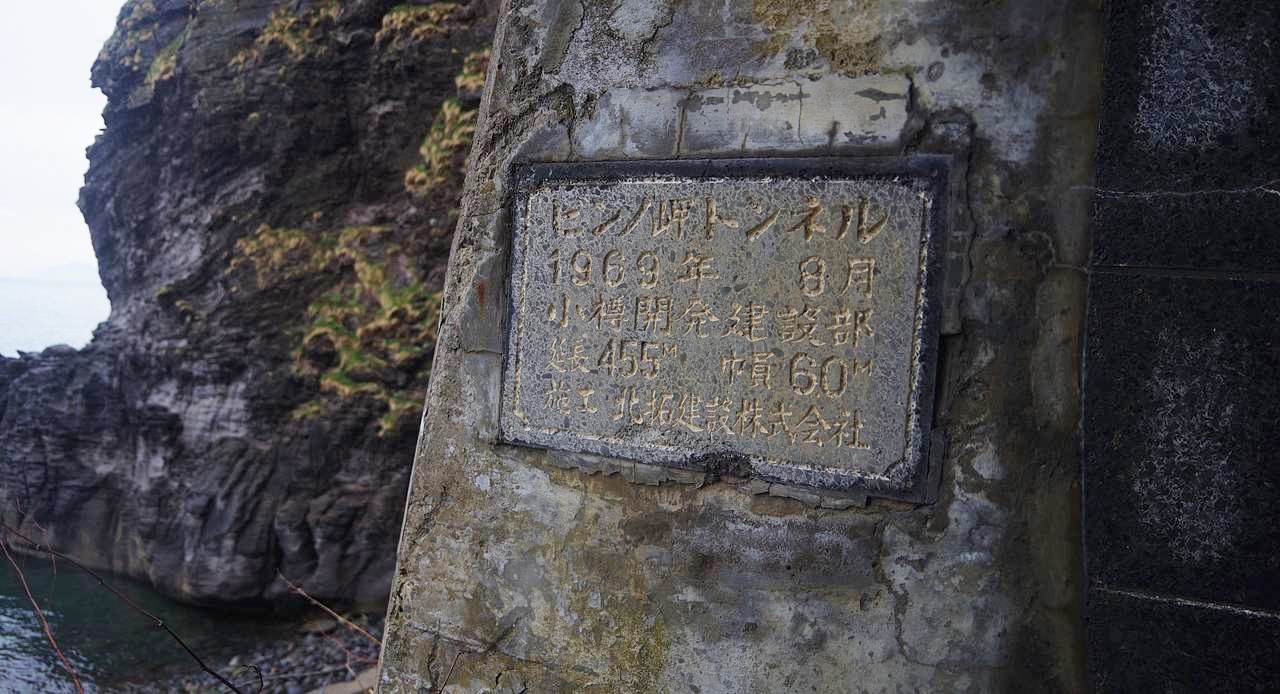 ビンノ岬トンネル
1969年 8月
小樽開発建設部
延長455M 巾員6.0M
施工 北拓建設株式会社